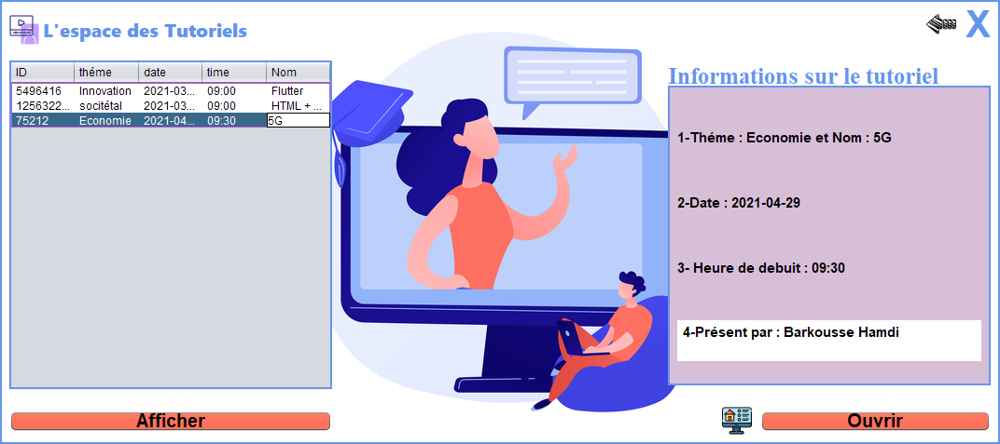 L'espace des Tutoriels
X
ID théme date time Nom
5496416 Innovation 2021-03... 09:00 Flutter
1256322... socitétal 2021-03... 09:00 HTML + ...
75212 Economie 2021-04... 09:30 5G
Informations sur le tutoriel
1-Théme : Economie et Nom : 5G
2-Date : 2021-04-29
3- Heure de debuit : 09:30
4-Présent par : Barkousse Hamdi
Afficher
Ouvrir